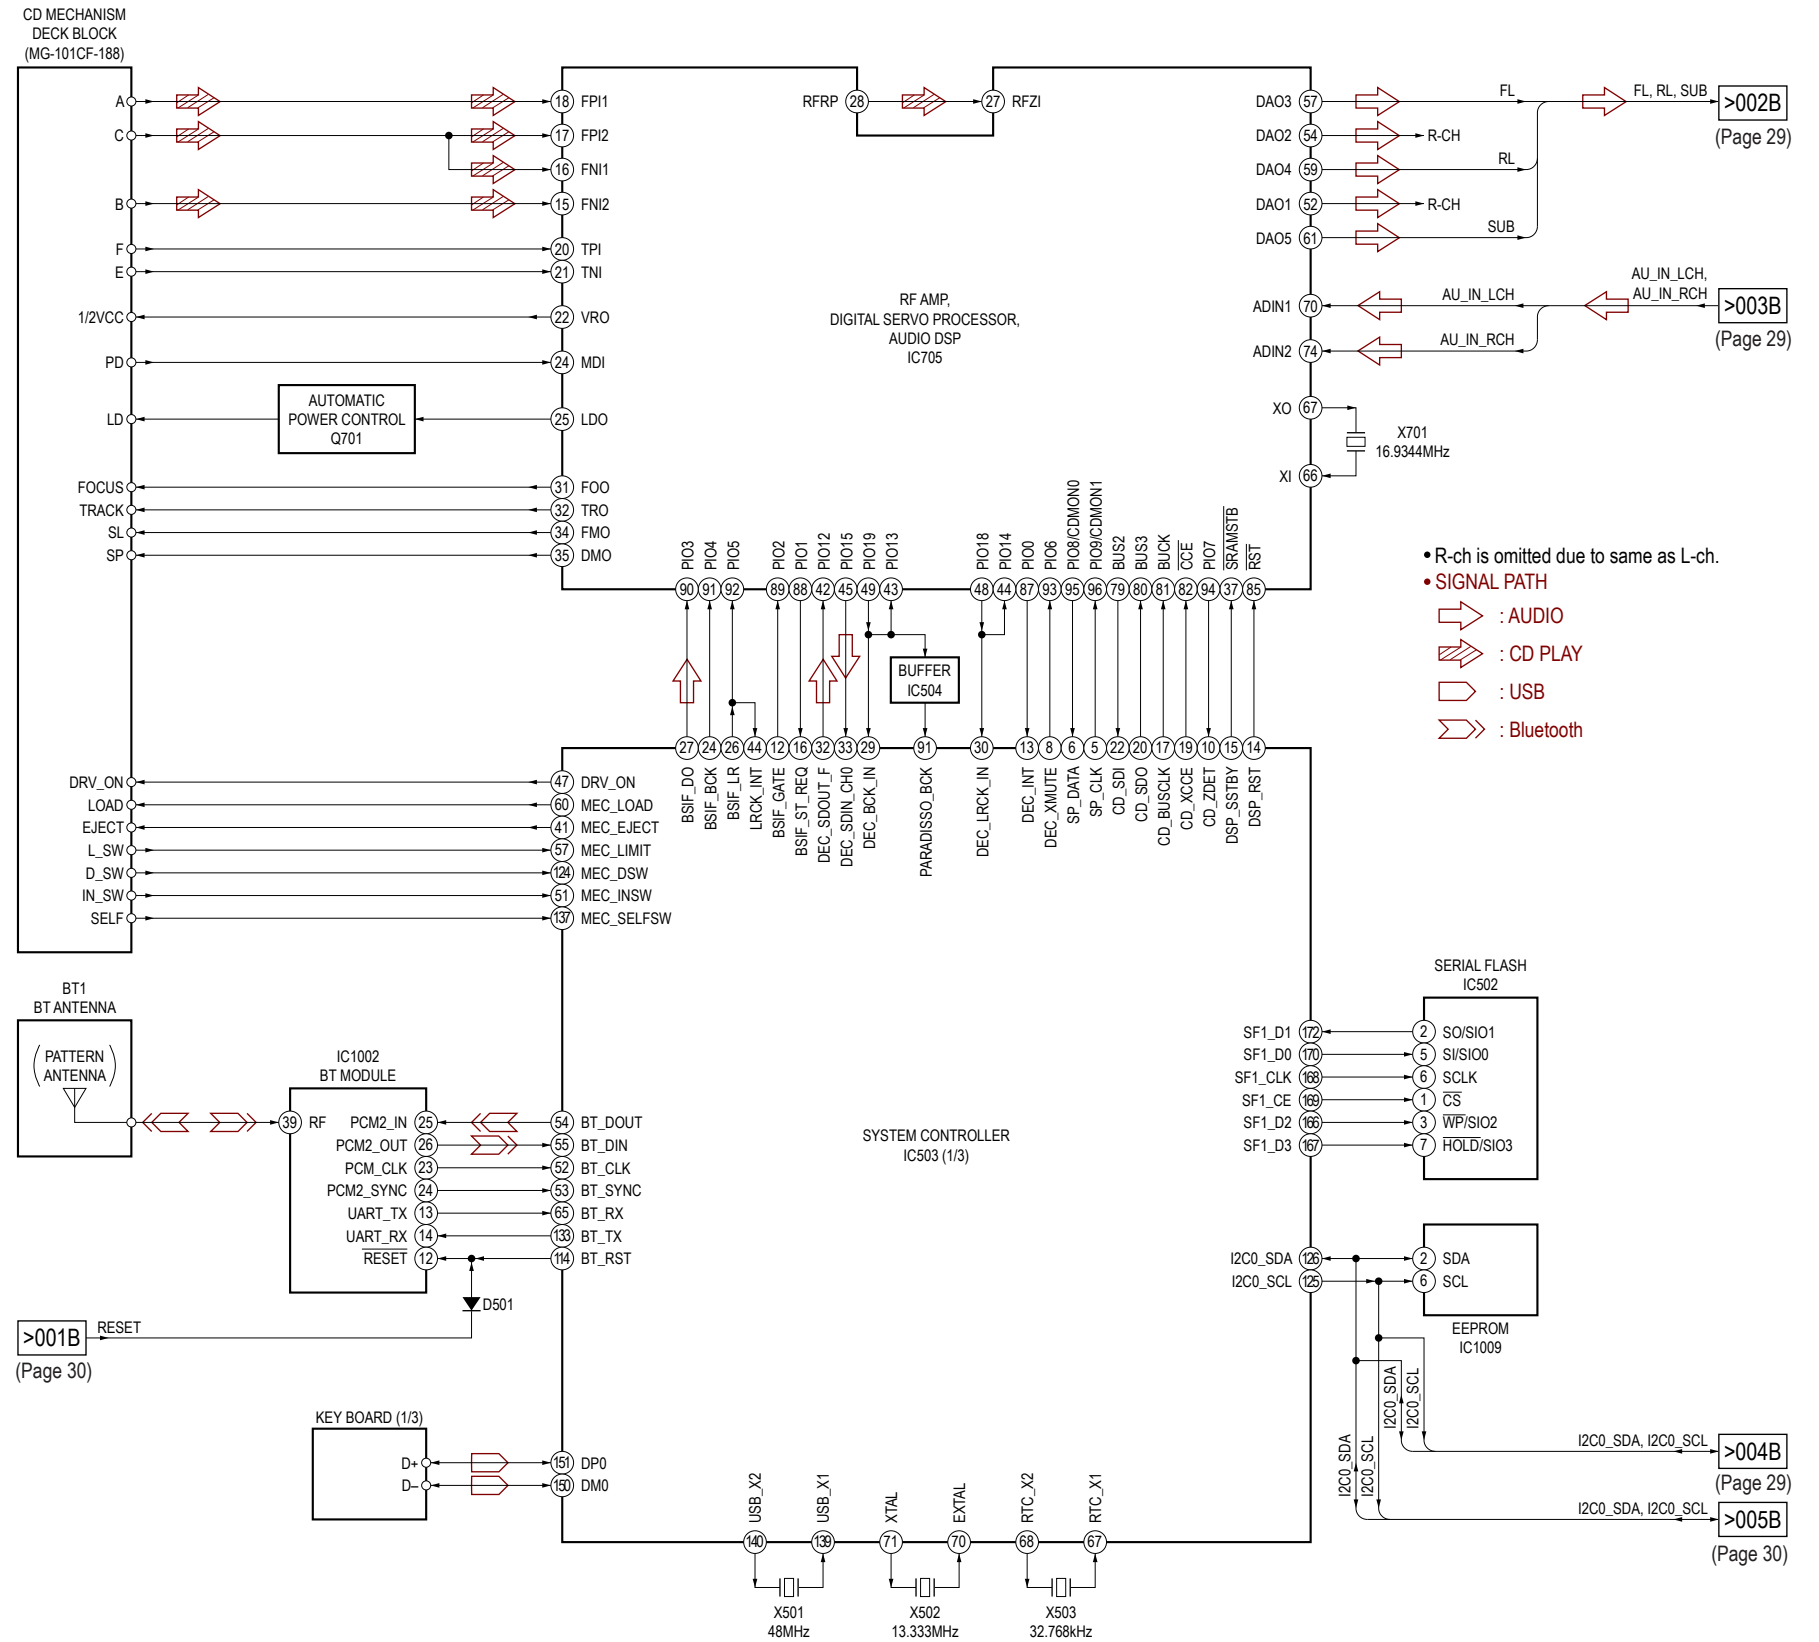 CD MECHANISM
DECK BLOCK
(MG-101CF-188)
A
C
B
F
E
1/2VCC
PD
LD
FOCUS
TRACK
SL
SP
AUTOMATIC
POWER CONTROL
Q701
18 FPI1
17 FPI2
16 FNI1
15 FNI2
20 TPI
21 TNI
22 VRO
24 MDI
25 LDO
31 FOO
32 TRO
34 FMO
35 DMO
RFRP 28
27 RFZI
RF AMP,
DIGITAL SERVO PROCESSOR,
AUDIO DSP
IC705
DAO3 57
DAO2 54
DAO4 59
DAO1 52
DAO5 61
ADIN1 70
ADIN2 74
XO 67
XI 66
FL
R-CH
RL
R-CH
SUB
FL, RL, SUB
>002B
(Page 29)
AU_IN_LCH
AU_IN_RCH
AU_IN_LCH,
AU_IN_RCH
>003B
(Page 29)
X701
16.9344MHz
PIO3
PIO4
PIO5
PIO2
PIO1
PIO12
PIO15
PIO19
PIO13
PIO18
PIO14
PIO0
PIO6
PIO8/CDMON0
PIO9/CDMON1
BUS2
BUS3
BUCK
CCE
PIO7
SRAMSTB
RST
90 91 92 89 88 42 45 49 43 48 44 87 93 95 96 79 80 81 82 94 37 85
BUFFER
IC504
27 24 26 44 12 16 32 33 29 91 30 13 8 6 5 22 20 17 19 10 15 14
BSIF_DO
BSIF_BCK
BSIF_LR
LRCK_INT
BSIF_GATE
BSIF_ST_REQ
DEC_SDOUT_F
DEC_SDIN_CH0
DEC_BCK_IN
PARADISSO_BCK
DEC_LRCK_IN
DEC_INT
DEC_XMUTE
SP_DATA
SP_CLK
CD_SDI
CD_SDO
CD_BUSCLK
CD_XCCE
CD_ZDET
DSP_SSTBY
DSP_RST
• R-ch is omitted due to same as L-ch.
• SIGNAL PATH
: AUDIO
: CD PLAY
: USB
: Bluetooth
DRV_ON
LOAD
EJECT
L_SW
D_SW
IN_SW
SELF
47 DRV_ON
60 MEC_LOAD
41 MEC_EJECT
57 MEC_LIMIT
124 MEC_DSW
51 MEC_INSW
137 MEC_SELFSW
BT1
BT ANTENNA
PATTERN
ANTENNA
IC1002
BT MODULE
39 RF
PCM2_IN 25
PCM2_OUT 26
PCM_CLK 23
PCM2_SYNC 24
UART_TX 13
UART_RX 14
RESET 12
54 BT_DOUT
55 BT_DIN
52 BT_CLK
53 BT_SYNC
65 BT_RX
133 BT_TX
114 BT_RST
D501
>001B
RESET
(Page 30)
KEY BOARD (1/3)
D+
D–
151 DP0
150 DM0
SYSTEM CONTROLLER
IC503 (1/3)
SERIAL FLASH
IC502
SF1_D1 172
SF1_D0 170
SF1_CLK 168
SF1_CE 169
SF1_D2 166
SF1_D3 167
2 SO/SIO1
5 SI/SIO0
6 SCLK
1 CS
3 WP/SIO2
7 HOLD/SIO3
I2C0_SDA 126
I2C0_SCL 125
2 SDA
6 SCL
EEPROM
IC1009
I2C0_SDA
I2C0_SCL
I2C0_SDA
I2C0_SCL
I2C0_SDA, I2C0_SCL
>004B
(Page 29)
I2C0_SDA, I2C0_SCL
>005B
(Page 30)
USB_X2
USB_X1
XTAL
EXTAL
RTC_X2
RTC_X1
140 139 71 70 68 67
X501
48MHz
X502
13.333MHz
X503
32.768kHz